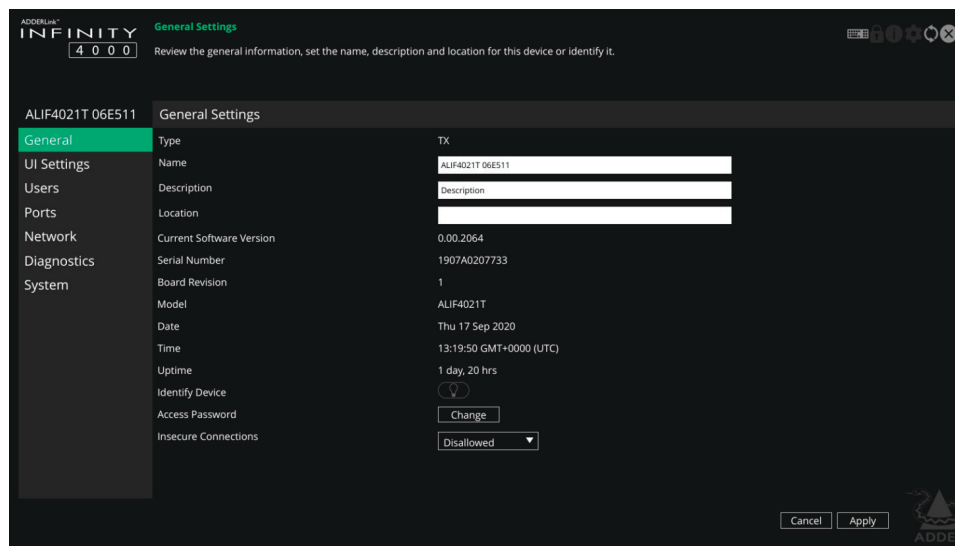 ADDERLink™
INFINITY
4000
General Settings
Review the general information, set the name, description and location for this device or identify it.
ALIF4021T 06E511
General Settings
General
UI Settings
Users
Ports
Network
Diagnostics
System
Type TX
Name ALIF4021T 06E511
Description Description
Location
Current Software Version 0.00.2064
Serial Number 1907A0207733
Board Revision 1
Model ALIF4021T
Date Thu 17 Sep 2020
Time 13:19:50 GMT+0000 (UTC)
Uptime 1 day, 20 hrs
Identify Device
Access Password Change
Insecure Connections Disallowed
Cancel Apply
ADDE